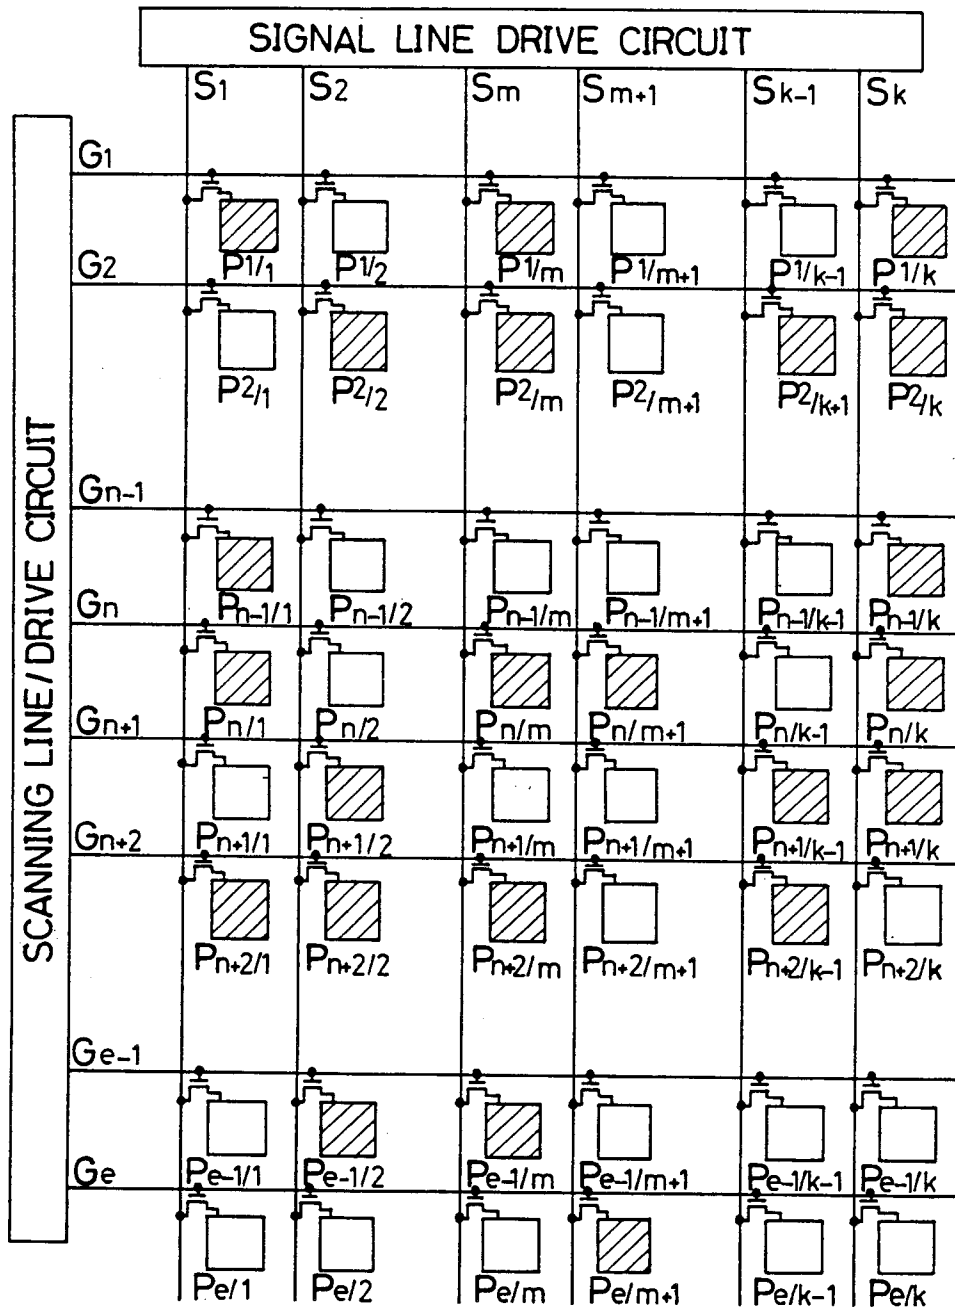 SIGNAL LINE DRIVE CIRCUIT
S1 S2 Sm Sm+1 Sk-1 Sk
SCANNING LINE/DRIVE CIRCUIT
G1
P1/1 P1/2 P1/m P1/m+1 P1/k-1 P1/k
G2
P2/1 P2/2 P2/m P2/m+1 P2/k+1 P2/k
Gn-1
Pn-1/1 Pn-1/2 Pn-1/m Pn-1/m+1 Pn-1/k-1 Pn-1/k
Gn
Pn/1 Pn/2 Pn/m Pn/m+1 Pn/k-1 Pn/k
Gn+1
Pn+1/1 Pn+1/2 Pn+1/m Pn+1/m+1 Pn+1/k-1 Pn+1/k
Gn+2
Pn+2/1 Pn+2/2 Pn+2/m Pn+2/m+1 Pn+2/k-1 Pn+2/k
Ge-1
Pe-1/1 Pe-1/2 Pe-1/m Pe-1/m+1 Pe-1/k-1 Pe-1/k
Ge
Pe/1 Pe/2 Pe/m Pe/m+1 Pe/k-1 Pe/k